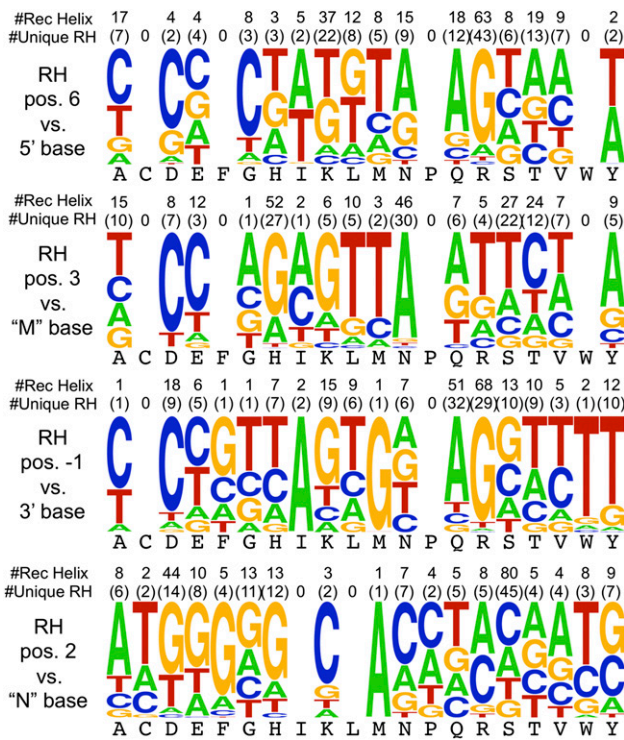 #Rec Helix 17 4 4 8 3 5 37 12 8 15 18 63 8 19 9 2
#Unique RH (7) 0 (2) (4) 0 (3) (3) (2) (22) (8) (5) (9) 0 (12) (43) (6) (13) (7) 0 (2)
RH
pos. 6
vs.
5' base
A C D E F G H I K L M N P Q R S T V W Y
#Rec Helix 15 8 12 1 52 2 6 10 3 46 7 5 27 24 7 9
#Unique RH (10) 0 (7) (3) 0 (1) (27) (1) (5) (5) (2) (30) 0 (6) (4) (22) (12) (7) 0 (5)
RH
pos. 3
vs.
"M" base
A C D E F G H I K L M N P Q R S T V W Y
#Rec Helix 1 18 6 1 1 7 2 15 9 1 7 51 68 13 10 5 2 12
#Unique RH (1) 0 (9) (5) (1) (1) (7) (2) (9) (6) (1) (6) 0 (32) (29) (10) (9) (3) (1) (10)
RH
pos. -1
vs.
3' base
A C D E F G H I K L M N P Q R S T V W Y
#Rec Helix 8 2 44 10 5 13 13 3 1 7 4 5 8 80 5 4 8 9
#Unique RH (6) (2) (14) (8) (4) (11) (12) 0 (2) 0 (1) (7) (2) (5) (5) (45) (4) (4) (3) (7)
RH
pos. 2
vs.
"N" base
A C D E F G H I K L M N P Q R S T V W Y